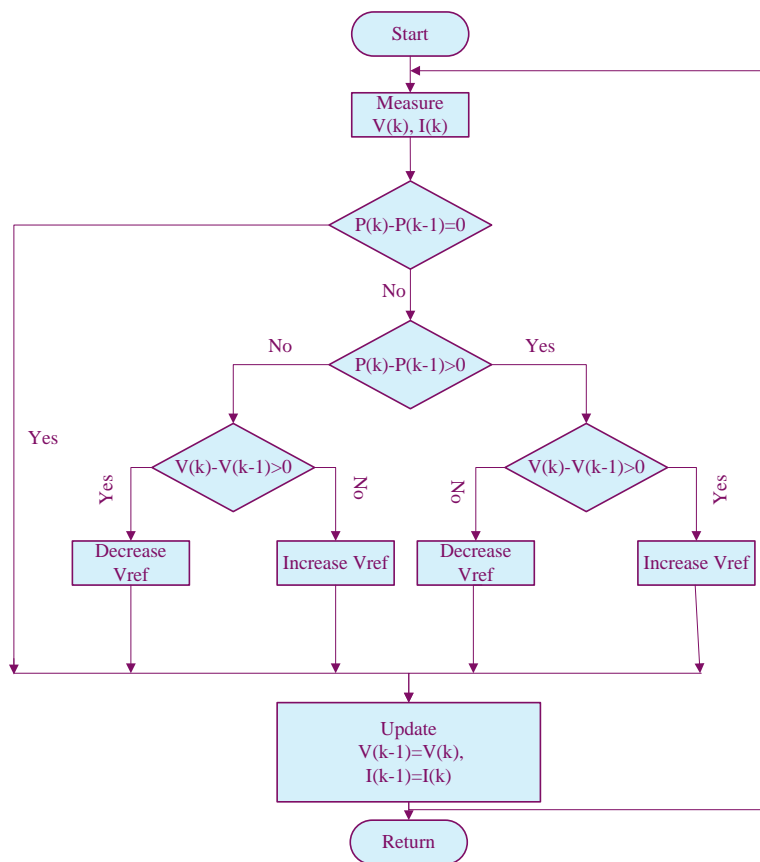 Start
Measure
V(k), I(k)
P(k)-P(k-1)=0
No
No
P(k)-P(k-1)>0
Yes
Yes
V(k)-V(k-1)>0
V(k)-V(k-1)>0
Yes
No
No
Yes
Decrease
Vref
Increase Vref
Decrease
Vref
Increase Vref
Update
V(k-1)=V(k),
I(k-1)=I(k)
Return